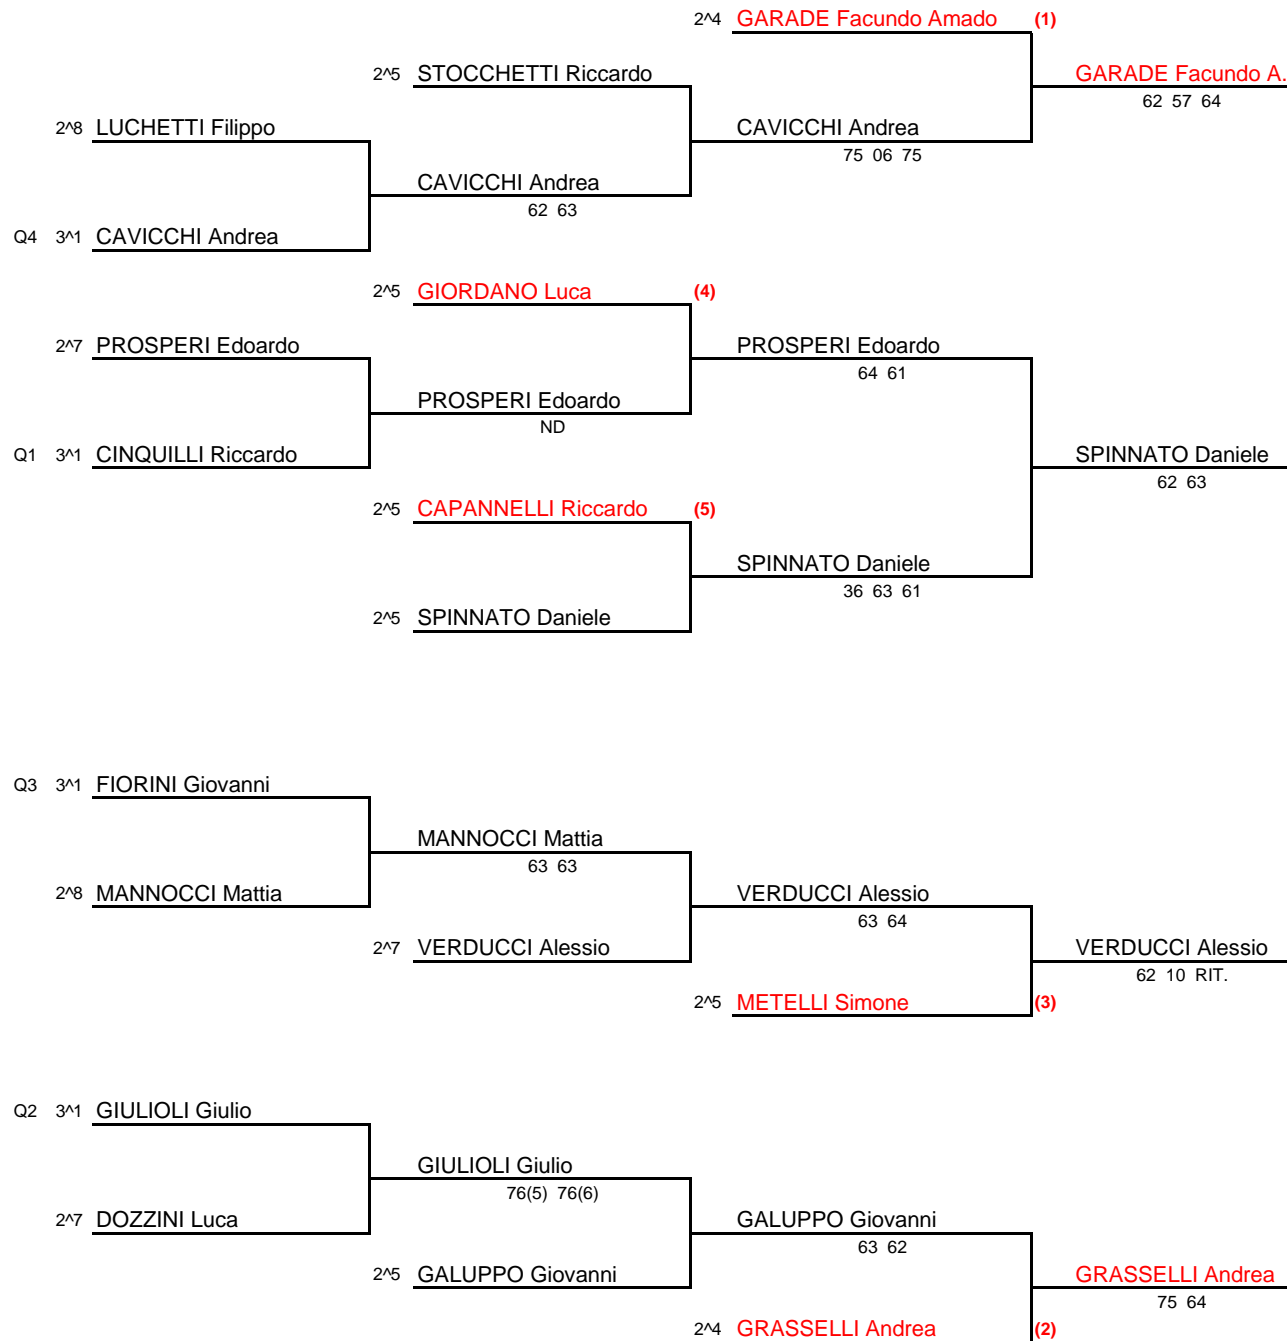 2^4 GARADE Facundo Amado (1)
2^5 STOCCHETTI Riccardo GARADE Facundo A.
62 57 64
2^8 LUCHETTI Filippo CAVICCHI Andrea
75 06 75
CAVICCHI Andrea
62 63
Q4 3^1 CAVICCHI Andrea
2^5 GIORDANO Luca (4)
2^7 PROSPERI Edoardo PROSPERI Edoardo
64 61
PROSPERI Edoardo
ND
Q1 3^1 CINQUILLI Riccardo SPINNATO Daniele
62 63
2^5 CAPANNELLI Riccardo (5)
SPINNATO Daniele
36 63 61
2^5 SPINNATO Daniele
Q3 3^1 FIORINI Giovanni
MANNOCCI Mattia
63 63
2^8 MANNOCCI Mattia VERDUCCI Alessio
63 64
2^7 VERDUCCI Alessio VERDUCCI Alessio
62 10 RIT.
2^5 METELLI Simone (3)
Q2 3^1 GIULIOLI Giulio
GIULIOLI Giulio
76(5) 76(6)
2^7 DOZZINI Luca GALUPPO Giovanni
63 62
2^5 GALUPPO Giovanni GRASSELLI Andrea
75 64
2^4 GRASSELLI Andrea (2)